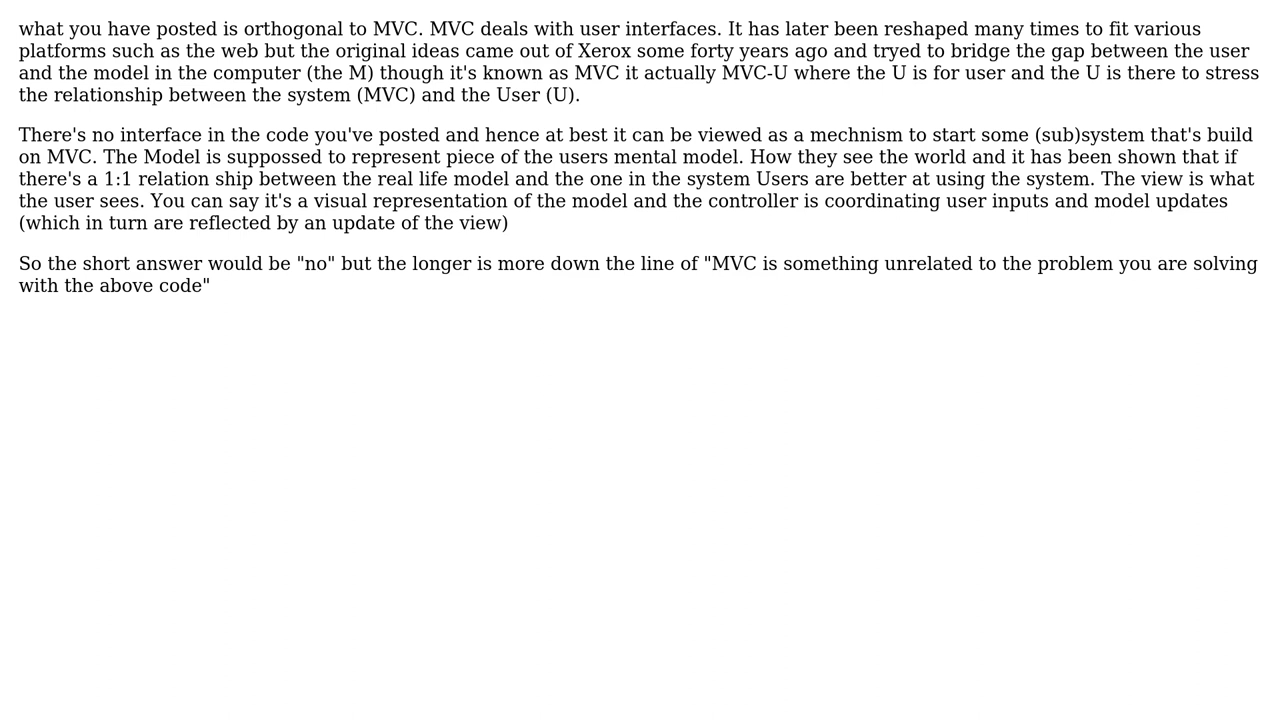 what you have posted is orthogonal to MVC. MVC deals with user interfaces. It has later been reshaped many times to fit various
platforms such as the web but the original ideas came out of Xerox some forty years ago and tryed to bridge the gap between the user
and the model in the computer (the M) though it's known as MVC it actually MVC-U where the U is for user and the U is there to stress
the relationship between the system (MVC) and the User (U).
There's no interface in the code you've posted and hence at best it can be viewed as a mechnism to start some (sub)system that's build
on MVC. The Model is suppossed to represent piece of the users mental model. How they see the world and it has been shown that if
there's a 1:1 relation ship between the real life model and the one in the system Users are better at using the system. The view is what
the user sees. You can say it's a visual representation of the model and the controller is coordinating user inputs and model updates
(which in turn are reflected by an update of the view)
So the short answer would be "no" but the longer is more down the line of "MVC is something unrelated to the problem you are solving
with the above code"